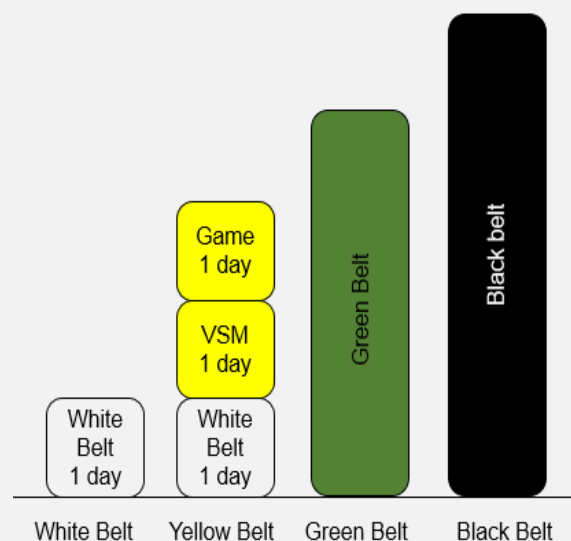 Game
1 day
VSM
1 day
White
Belt
1 day
White
Belt
1 day
Green Belt
Black belt
White Belt
Yellow Belt
Green Belt
Black Belt